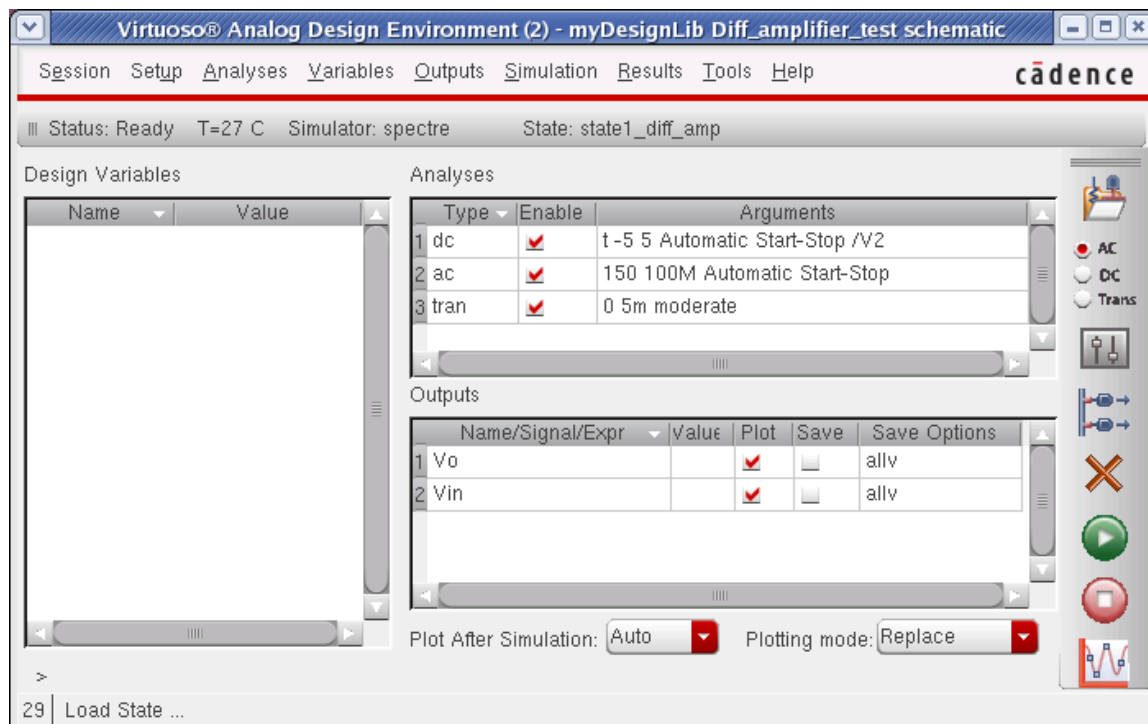 Virtuoso® Analog Design Environment (2) - myDesignLib Diff_amplifier_test schematic
Session Setup Analyses Variables Outputs Simulation Results Tools Help cādence
Status: Ready T=27 C Simulator: spectre State: state1_diff_amp
Design Variables
Name Value
Analyses
Type Enable Arguments
1 dc t -5 5 Automatic Start-Stop /V2
2 ac 150 100M Automatic Start-Stop
3 tran 0 5m moderate
Outputs
Name/Signal/Expr Value Plot Save Save Options
1 Vo allv
2 Vin allv
Plot After Simulation: Auto Plotting mode: Replace
AC
DC
Trans
>
29 Load State ...